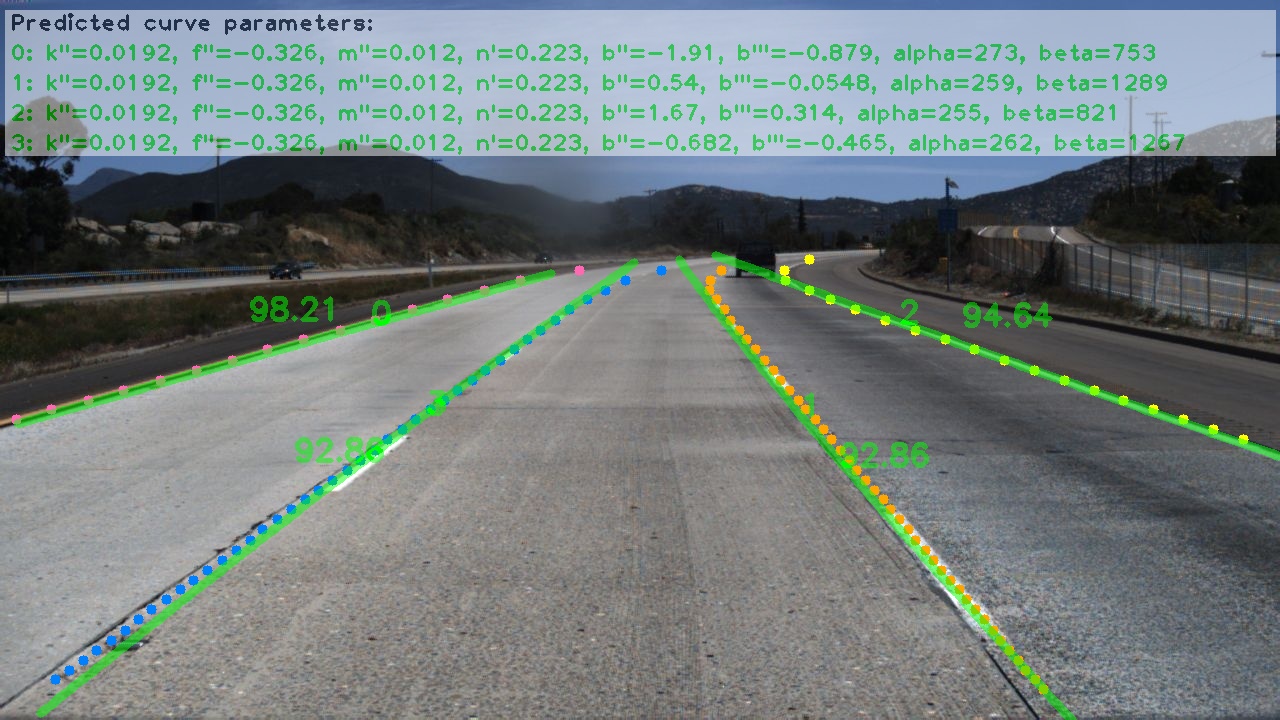 Predicted curve parameters:
0: k''=0.0192, f''=-0.326, m''=0.012, n'=0.223, b''=-1.91, b'''=-0.879, alpha=273, beta=753
1: k''=0.0192, f''=-0.326, m''=0.012, n'=0.223, b''=0.54, b'''=-0.0548, alpha=259, beta=1289
2: k''=0.0192, f''=-0.326, m''=0.012, n'=0.223, b''=1.67, b'''=0.314, alpha=255, beta=821
3: k''=0.0192, f''=-0.326, m''=0.012, n'=0.223, b''=-0.682, b'''=-0.465, alpha=262, beta=1267
98.21 0 2 94.64
3 1
92.86 92.86